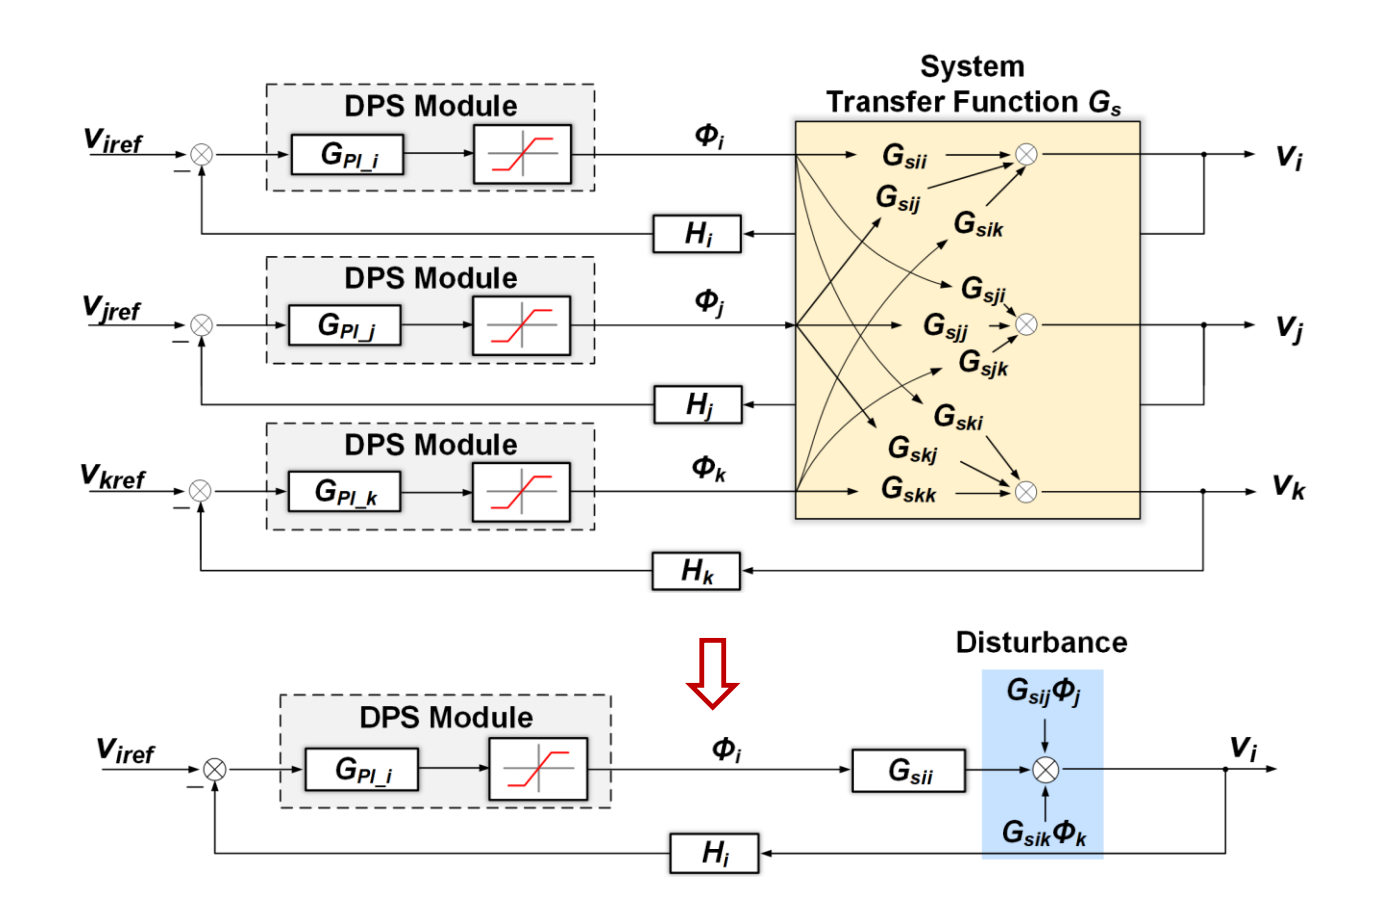 System
Transfer Function Gs
DPS Module
Viref
GPI_i
Φi
Gsii
Vi
Gsij
Gsik
Hi
DPS Module
Vjref
GPI_j
Φj
Gsji
Gsjj
Vj
Gsjk
Hj
DPS Module
Vkref
GPI_k
Φk
Gski
Gskj
Gskk
Vk
Hk
Disturbance
DPS Module
Viref
GPI_i
Φi
Gsii
GsijΦj
Vi
GsikΦk
Hi